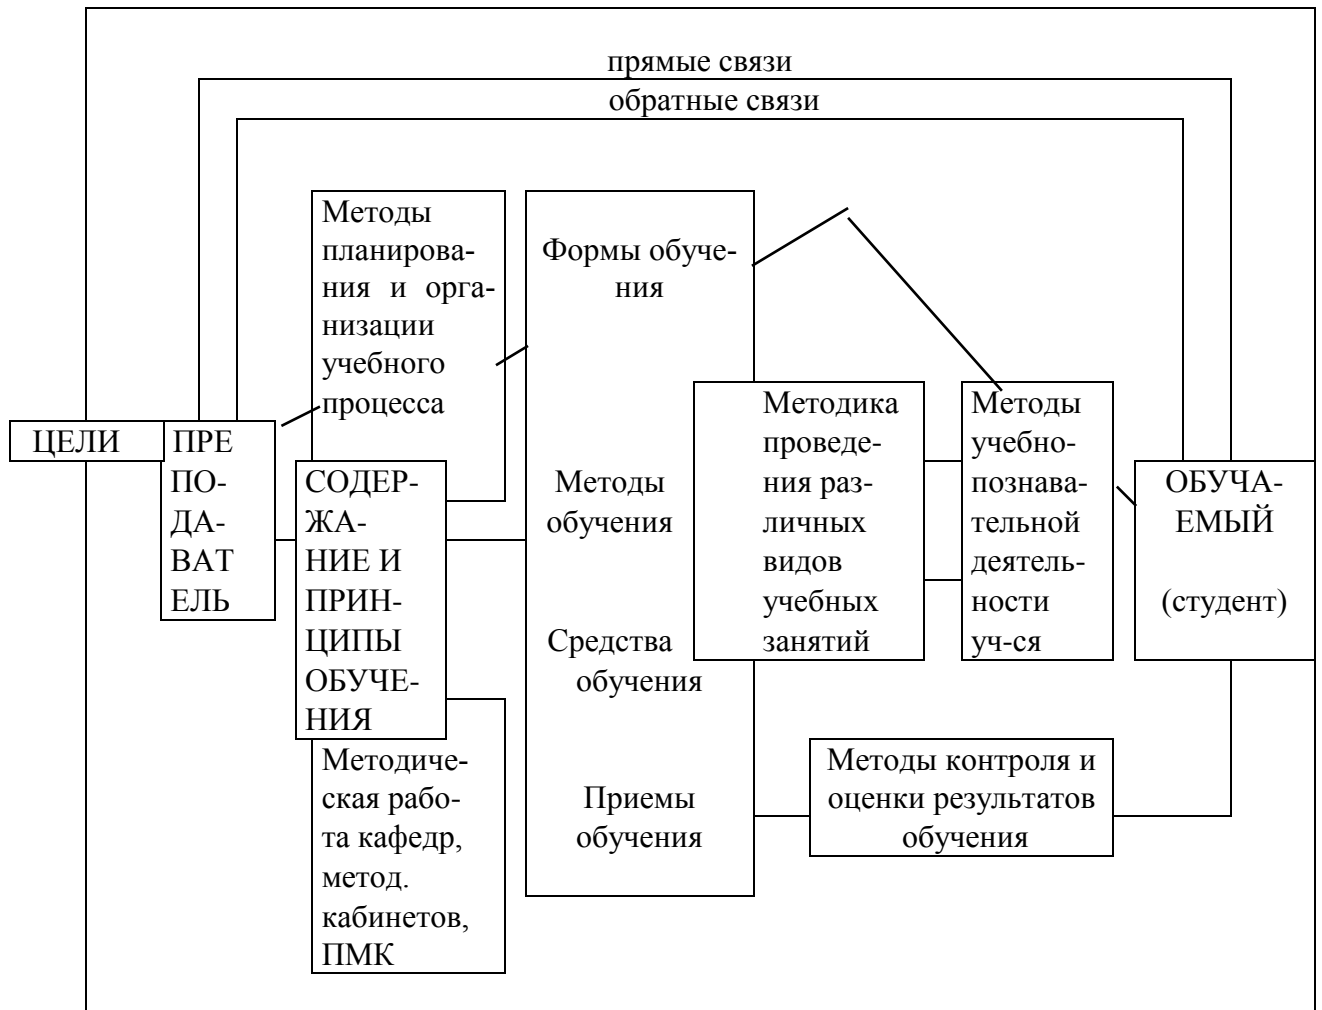 прямые связи
обратные связи
Методы
планирова-
ния и орга-
низации
учебного
процесса
Формы обуче-
ния
ЦЕЛИ
ПРЕ
ПО-
ДА-
ВАТ
ЕЛЬ
СОДЕР-
ЖА-
НИЕ И
ПРИН-
ЦИПЫ
ОБУЧЕ-
НИЯ
Методы
обучения
Средства
обучения
Приемы
обучения
Методика
проведе-
ния раз-
личных
видов
учебных
занятий
Методы
учебно-
познава-
тельной
деятель-
ности
уч-ся
ОБУЧА-
ЕМЫЙ
(студент)
Методиче-
ская рабо-
та кафедр,
метод.
кабинетов,
ПМК
Методы контроля и
оценки результатов
обучения